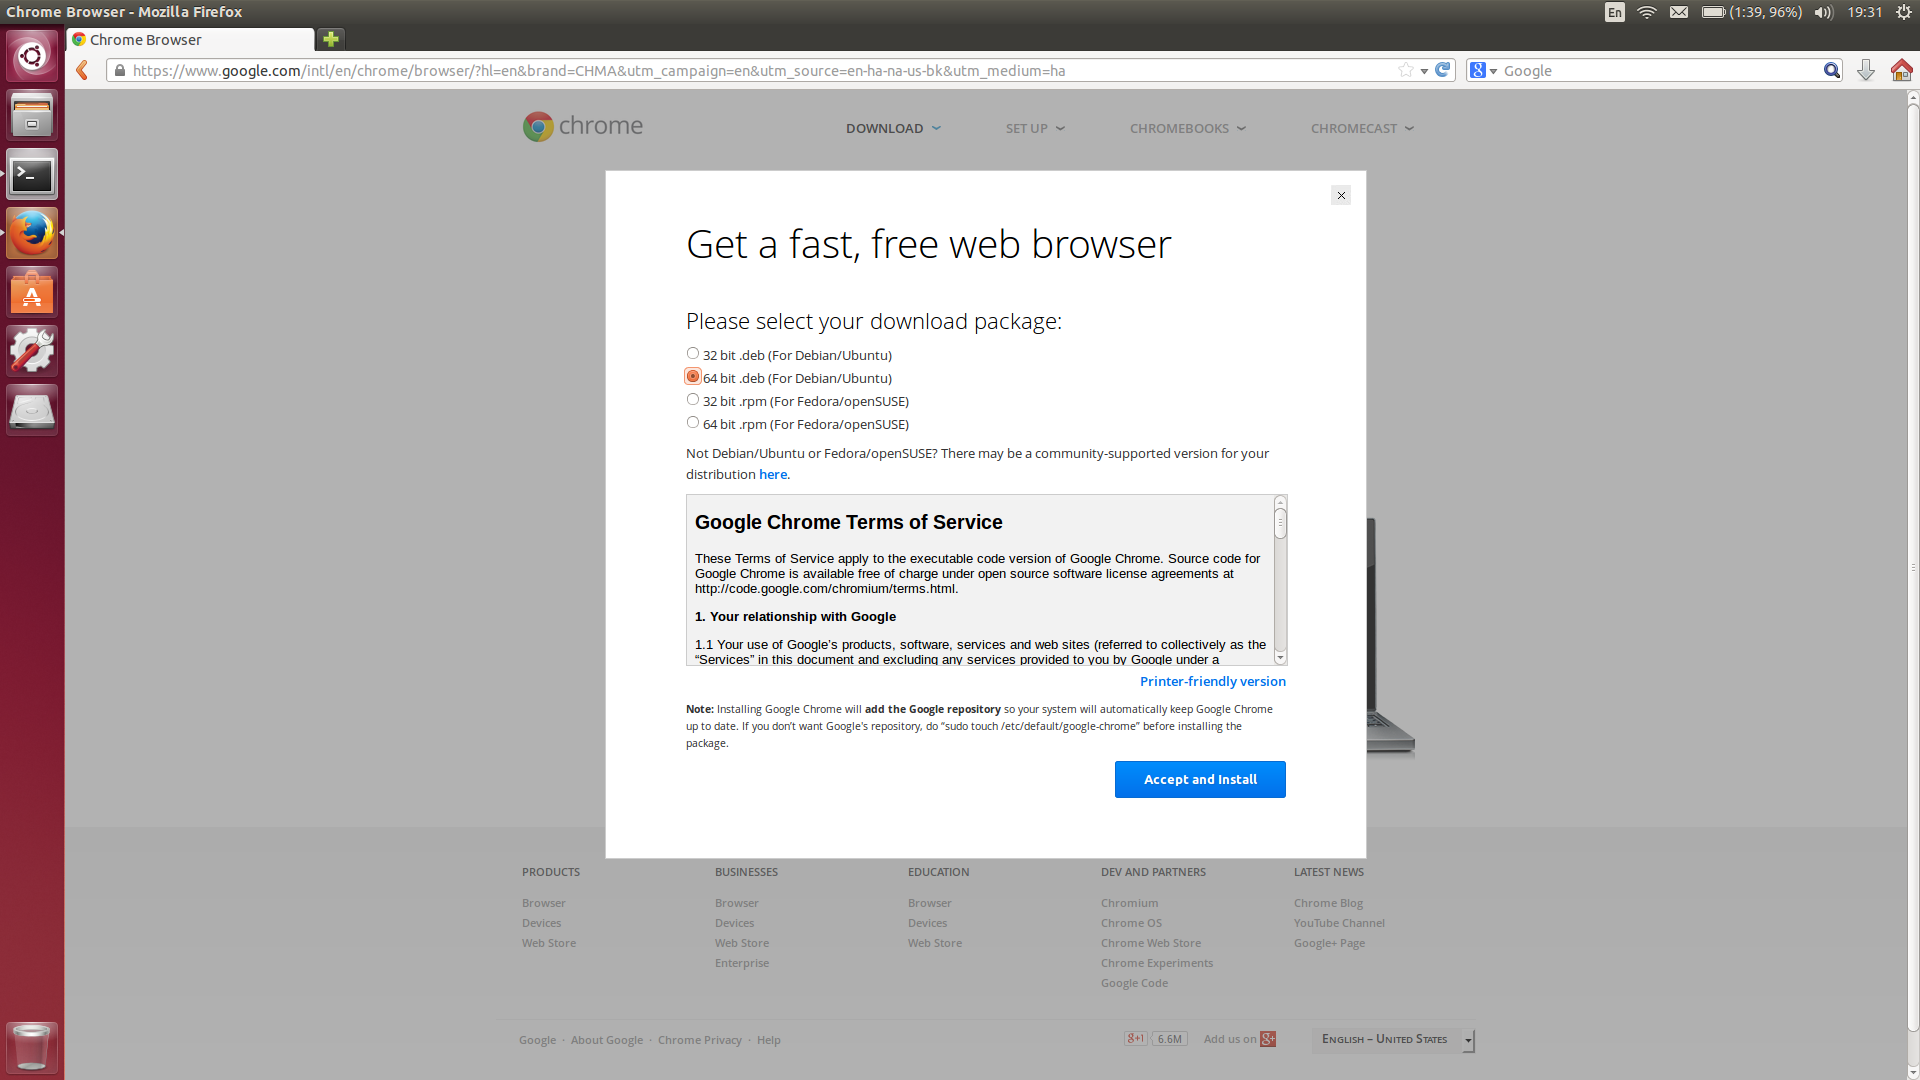 Chrome Browser - Mozilla Firefox
En
(1:39, 96%)
19:31
Chrome Browser
https://www.google.com/intl/en/chrome/browser/?hl=en&brand=CHMA&utm_campaign=en&utm_source=en-ha-na-us-bk&utm_medium=ha
8
Google
chrome
DOWNLOAD
SET UP
CHROMEBOOKS
CHROMECAST
Get a fast, free web browser
Please select your download package:
32 bit .deb (For Debian/Ubuntu)
64 bit .deb (For Debian/Ubuntu)
32 bit .rpm (For Fedora/openSUSE)
64 bit .rpm (For Fedora/openSUSE)
Not Debian/Ubuntu or Fedora/openSUSE? There may be a community-supported version for your
distribution here.
Google Chrome Terms of Service
These Terms of Service apply to the executable code version of Google Chrome. Source code for
Google Chrome is available free of charge under open source software license agreements at
http://code.google.com/chromium/terms.html.
1. Your relationship with Google
1.1 Your use of Google's products, software, services and web sites (referred to collectively as the
“Services” in this document and excluding any services provided to you by Google under a
Printer-friendly version
Note: Installing Google Chrome will add the Google repository so your system will automatically keep Google Chrome
up to date. If you don’t want Google's repository, do “sudo touch /etc/default/google-chrome” before installing the
package.
Accept and Install
PRODUCTS
Browser
Devices
Web Store
BUSINESSES
Browser
Devices
Web Store
Enterprise
EDUCATION
Browser
Devices
Web Store
DEV AND PARTNERS
Chromium
Chrome OS
Chrome Web Store
Chrome Experiments
Google Code
LATEST NEWS
Chrome Blog
YouTube Channel
Google+ Page
Google · About Google · Chrome Privacy · Help
g+1
6.6M
Add us on g+
English – United States